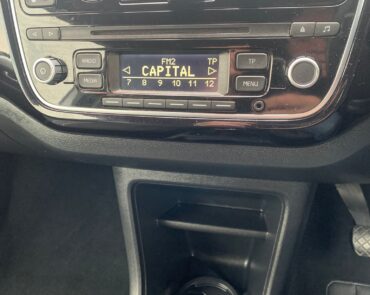 RADIO
MEDIA
FM2 TP
CAPITAL
7 8 9 10 11 12
TP
MENU